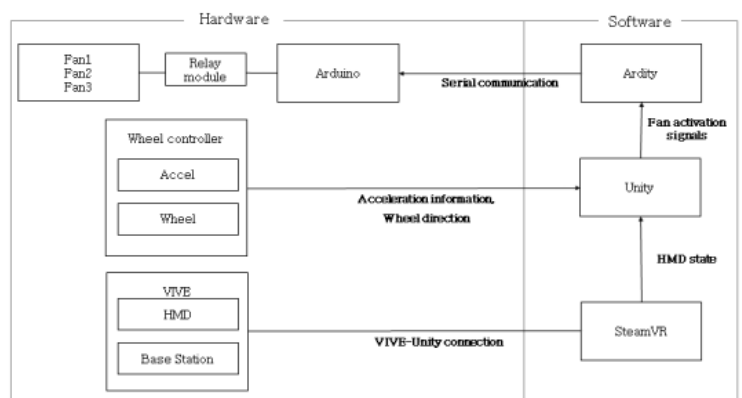 Hardware
Software
Fan1
Fan2
Fan3
Relay
module
Arduino
Serial communication
Ardity
Fan activation
signals
Wheel controller
Accel
Wheel
Acceleration information,
Wheel direction
Unity
HMD state
VIVE
HMD
Base Station
VIVE-Unity connection
SteamVR